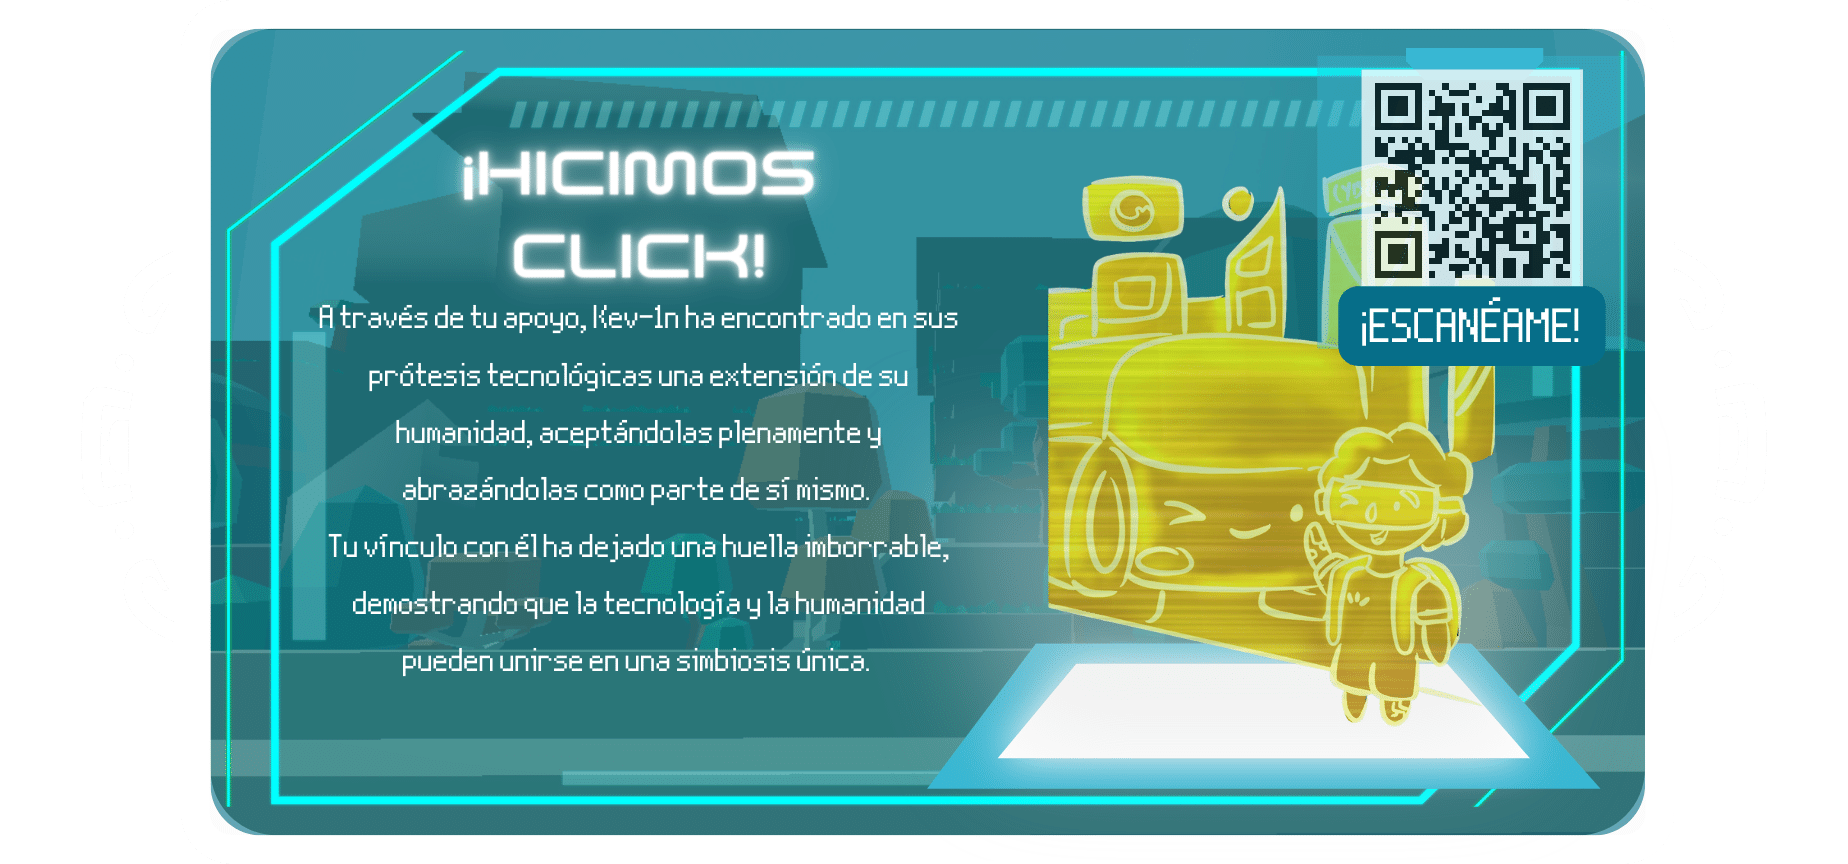 ¡HICIMOS
CLICK!
A través de tu apoyo, Kev-1n ha encontrado en sus
prótesis tecnológicas una extensión de su
humanidad, aceptándolas plenamente y
abrazándolas como parte de sí mismo.
Tu vínculo con él ha dejado una huella imborrable,
demostrando que la tecnología y la humanidad
pueden unirse en una simbiosis única.
¡ESCANÉAME!